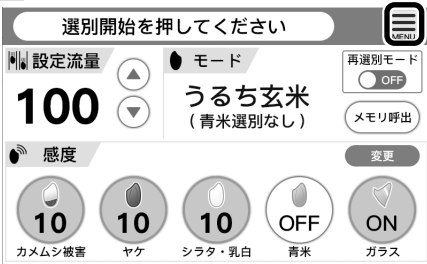 選別開始を押してください
MENU
設定流量
100
モード
うるち玄米
(青米選別なし)
再選別モード
OFF
メモリ呼出
感度
変更
10
10
10
OFF
ON
カメムシ被害
ヤケ
シラタ・乳白
青米
ガラス